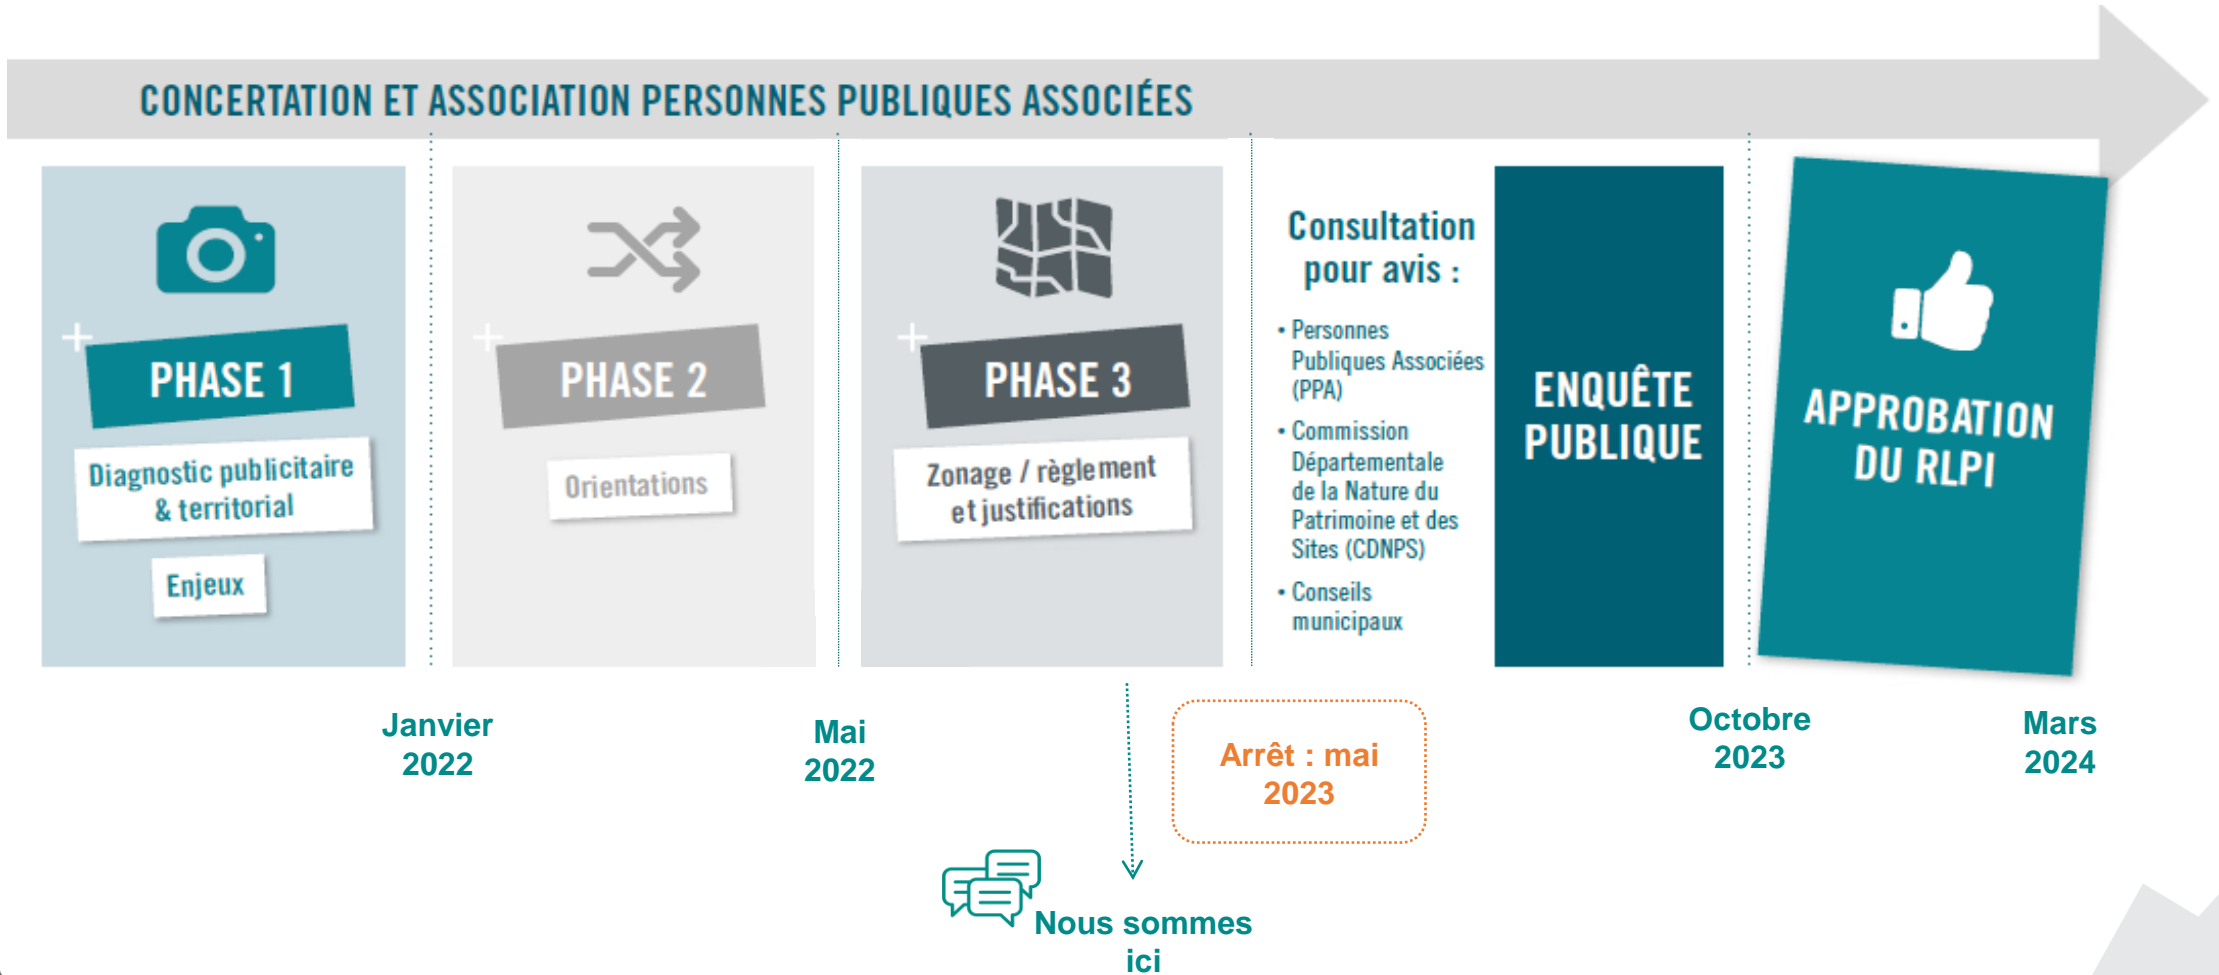 CONCERTATION ET ASSOCIATION PERSONNES PUBLIQUES ASSOCIÉES
PHASE 1
Diagnostic publicitaire
& territorial
Enjeux
PHASE 2
Orientations
PHASE 3
Zonage / règlement
et justifications
Consultation
pour avis :
• Personnes
Publiques Associées
(PPA)
• Commission
Départementale
de la Nature du
Patrimoine et des
Sites (CDNPS)
• Conseils
municipaux
ENQUÊTE
PUBLIQUE
APPROBATION
DU RLPI
Janvier
2022
Mai
2022
Arrêt : mai
2023
Octobre
2023
Mars
2024
Nous sommes
ici